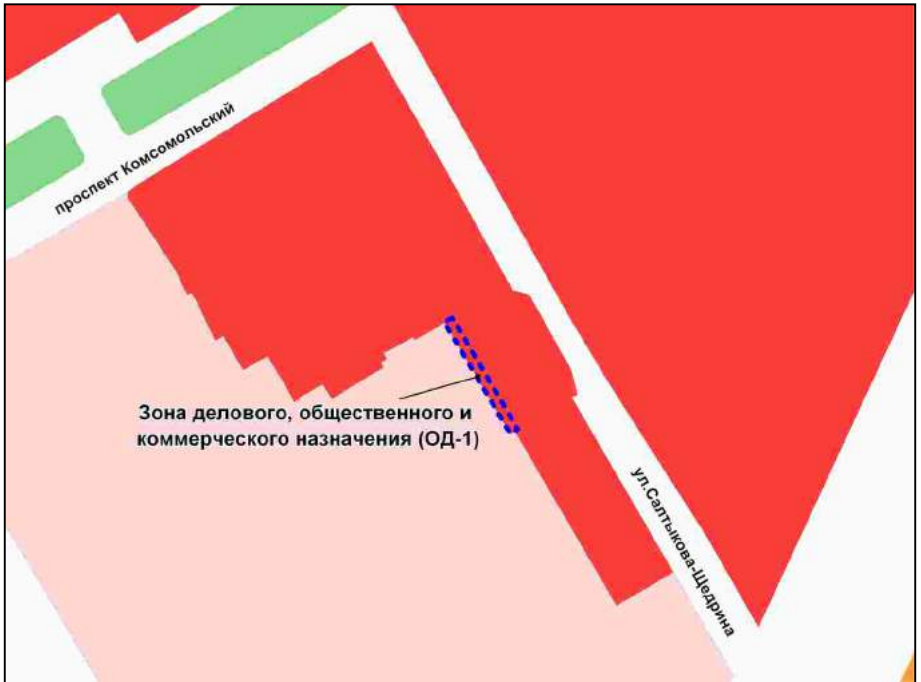 проспект Комсомольский
Зона делового, общественного и
коммерческого назначения (ОД-1)
ул.Салтыкова-Щедрина